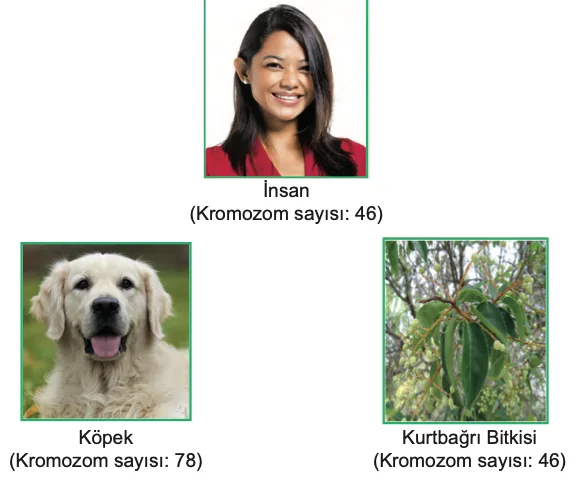 İnsan
(Kromozom sayısı: 46)
Köpek
(Kromozom sayısı: 78)
Kurtbağrı Bitkisi
(Kromozom sayısı: 46)